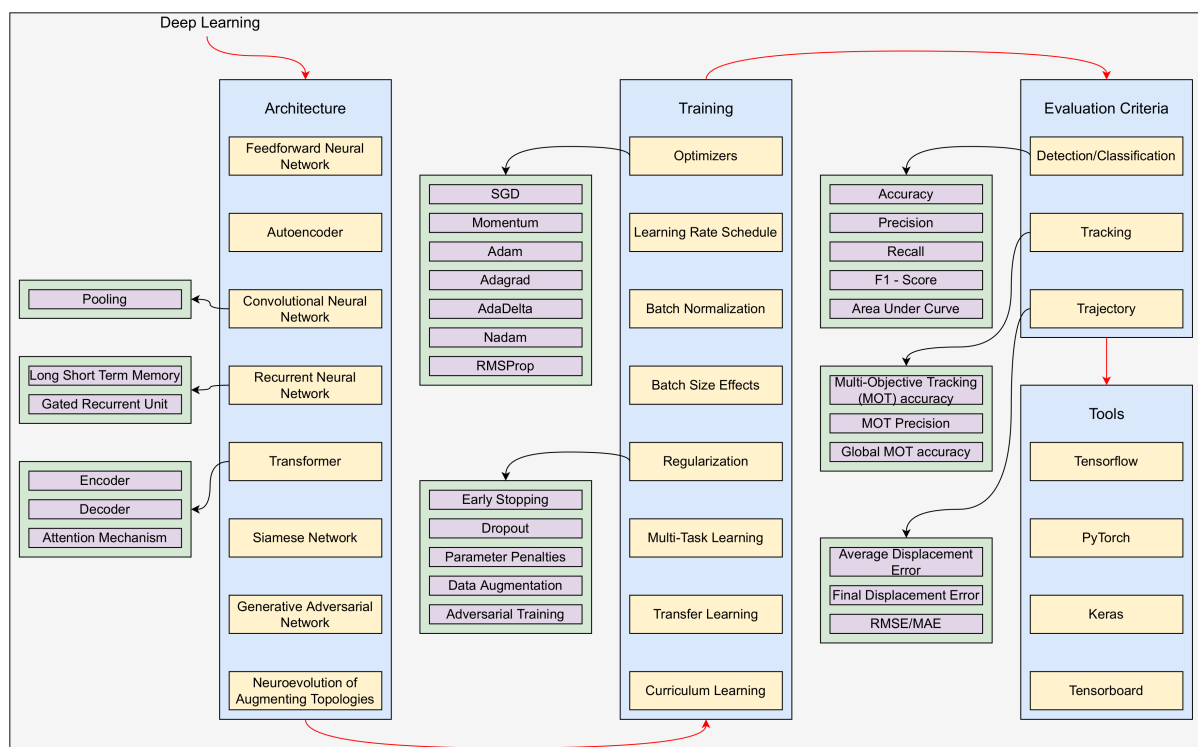 Deep Learning
Architecture
Feedforward Neural
Network
Autoencoder
Convolutional Neural
Network
Recurrent Neural
Network
Transformer
Siamese Network
Generative Adversarial
Network
Neuroevolution of
Augmenting Topologies
Pooling
Long Short Term Memory
Gated Recurrent Unit
Encoder
Decoder
Attention Mechanism
Training
Optimizers
Learning Rate Schedule
Batch Normalization
Batch Size Effects
Regularization
Multi-Task Learning
Transfer Learning
Curriculum Learning
SGD
Momentum
Adam
Adagrad
AdaDelta
Nadam
RMSProp
Early Stopping
Dropout
Parameter Penalties
Data Augmentation
Adversarial Training
Evaluation Criteria
Detection/Classification
Tracking
Trajectory
Accuracy
Precision
Recall
F1 - Score
Area Under Curve
Multi-Objective Tracking
(MOT) accuracy
MOT Precision
Global MOT accuracy
Average Displacement
Error
Final Displacement Error
RMSE/MAE
Tools
Tensorflow
PyTorch
Keras
Tensorboard